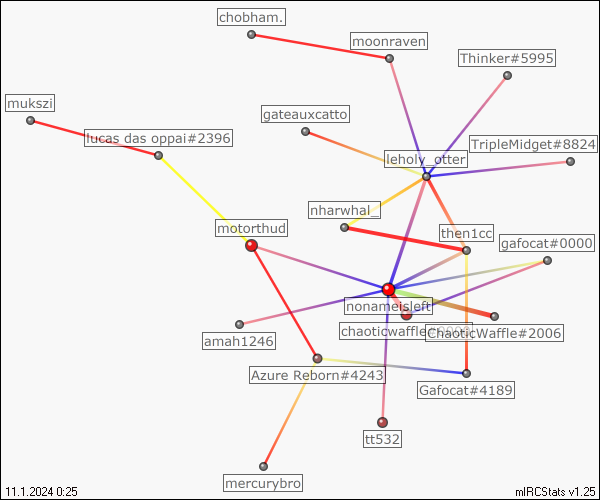 chobham.
moonraven
Thinker#5995
mukszi
gateauxcatto
lucas das oppai#2396
TripleMidget#8824
leholy_otter
nharwhal_
motorthud
then1cc
gafocat#0000
nonamesleft
chaoticwaffle
ChaoticWaffle#2006
amah1246
Azure Reborn#4243
Gafocat#4189
tt532
mercurybro
11.1.2024 0:25
mIRCStats v1.25